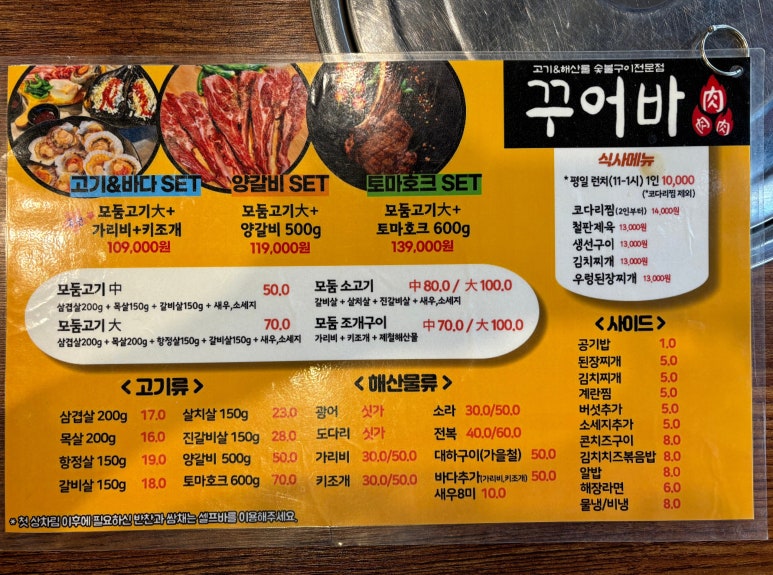 고기&해산물 숯불구이전문점
꾸어바
肉
고기&바다 SET
모둠고기大+
가리비+키조개
109,000원
양갈비 SET
모둠고기大+
양갈비 500g
119,000원
토마호크 SET
모둠고기大+
토마호크 600g
139,000원
식사메뉴
*평일 런치(11-1시) 1인 10,000
(*코다리찜 제외)
코다리찜(2인부터) 14,000원
철판제육 13,000원
생선구이 13,000원
김치찌개 13,000원
우렁된장찌개 13,000원
모둠고기 中 50,0
삼겹살200g + 목살150g + 갈비살150g + 새우,소세지
모둠고기 大 70,0
삼겹살200g + 목살200g +항정살150g + 갈비살150g + 새우,소세지
모둠 소고기 中 80,0 / 大 100,0
갈비살 + 살치살 + 진갈비살 + 새우,소세지
모둠 조개구이 中 70,0 / 大 100,0
가리비 + 키조개 + 제철해산물
<고기류>
삼겹살 200g 17.0
목살 200g 16.0
항정살 150g 19.0
갈비살 150g 18.0
살치살 150g 23.0
진갈비살 150g 28.0
양갈비 500g 50.0
토마호크 600g 70.0
<해산물류>
광어 싯가
도다리 싯가
가리비 30.0/50.0
키조개 30.0/50.0
소라 30.0/50.0
전복 40.0/60.0
대하구이(가을철) 50.0
바다추가(가리비,키조개) 50.0
새우8미 10.0
<사이드>
공기밥 1.0
된장찌개 5.0
김치찌개 5.0
계란찜 5.0
버섯추가 5.0
소세지추가 5.0
콘치즈구이 8.0
김치치즈볶음밥 8.0
알밥 8.0
해장라면 6.0
물냉/비냉 8.0
* 첫 상차림 이후에 필요하신 반찬과 쌈채는 셀프바를 이용해주세요.